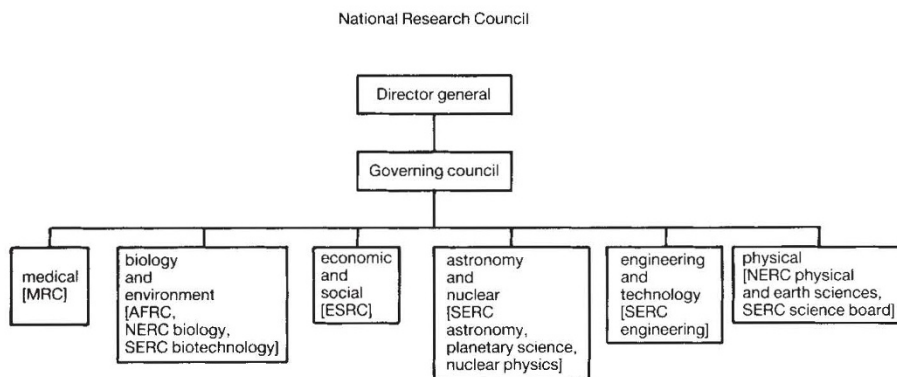 National Research Council
Director general
Governing council
medical
[MRC]
biology
and
environment
[AFRC,
NERC biology,
SERC biotechnology]
economic
and
social
[ESRC]
astronomy
and
nuclear
[SERC
astronomy,
planetary science,
nuclear physics]
engineering
and
technology
[SERC
engineering]
physical
[NERC physical
and earth sciences,
SERC science board]